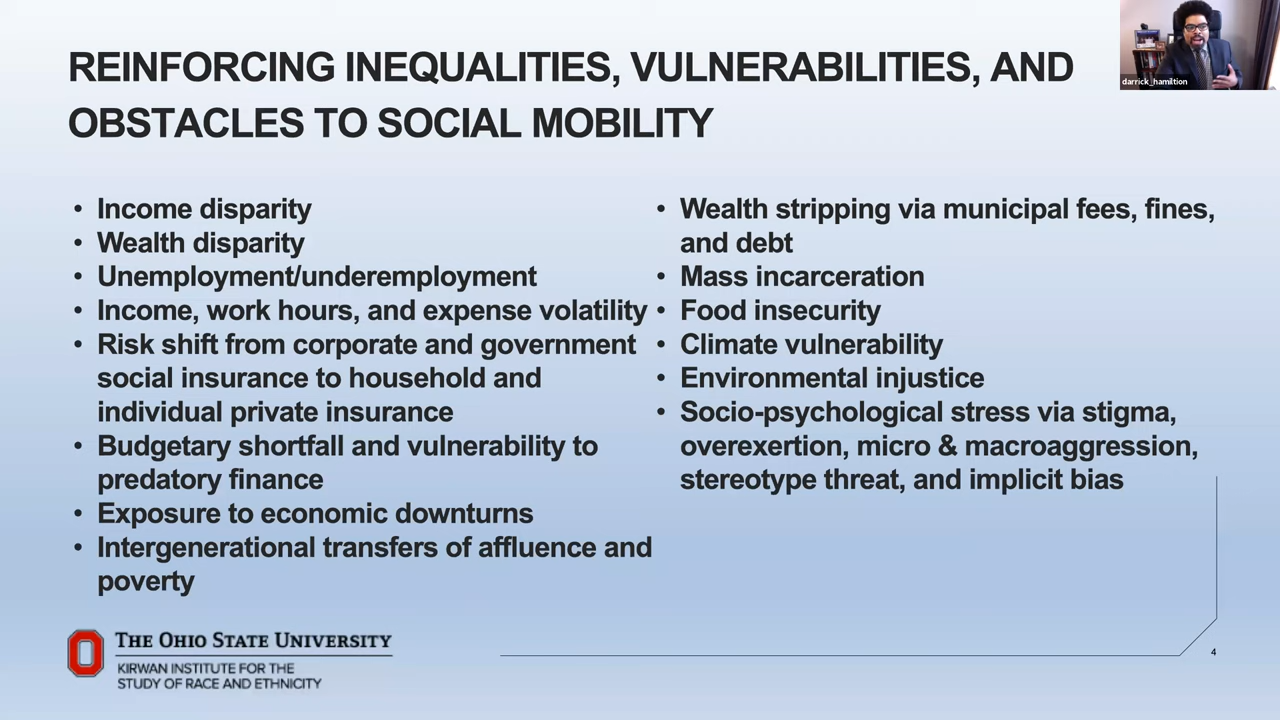 REINFORCING INEQUALITIES, VULNERABILITIES, AND
OBSTACLES TO SOCIAL MOBILITY
darrick_hamilton
• Income disparity
• Wealth disparity
• Unemployment/underemployment
• Income, work hours, and expense volatility
• Risk shift from corporate and government
social insurance to household and
individual private insurance
• Budgetary shortfall and vulnerability to
predatory finance
• Exposure to economic downturns
• Intergenerational transfers of affluence and
poverty
• Wealth stripping via municipal fees, fines,
and debt
• Mass incarceration
• Food insecurity
• Climate vulnerability
• Environmental injustice
• Socio-psychological stress via stigma,
overexertion, micro & macroaggression,
stereotype threat, and implicit bias
THE OHIO STATE UNIVERSITY
KIRWAN INSTITUTE FOR THE
STUDY OF RACE AND ETHNICITY
4